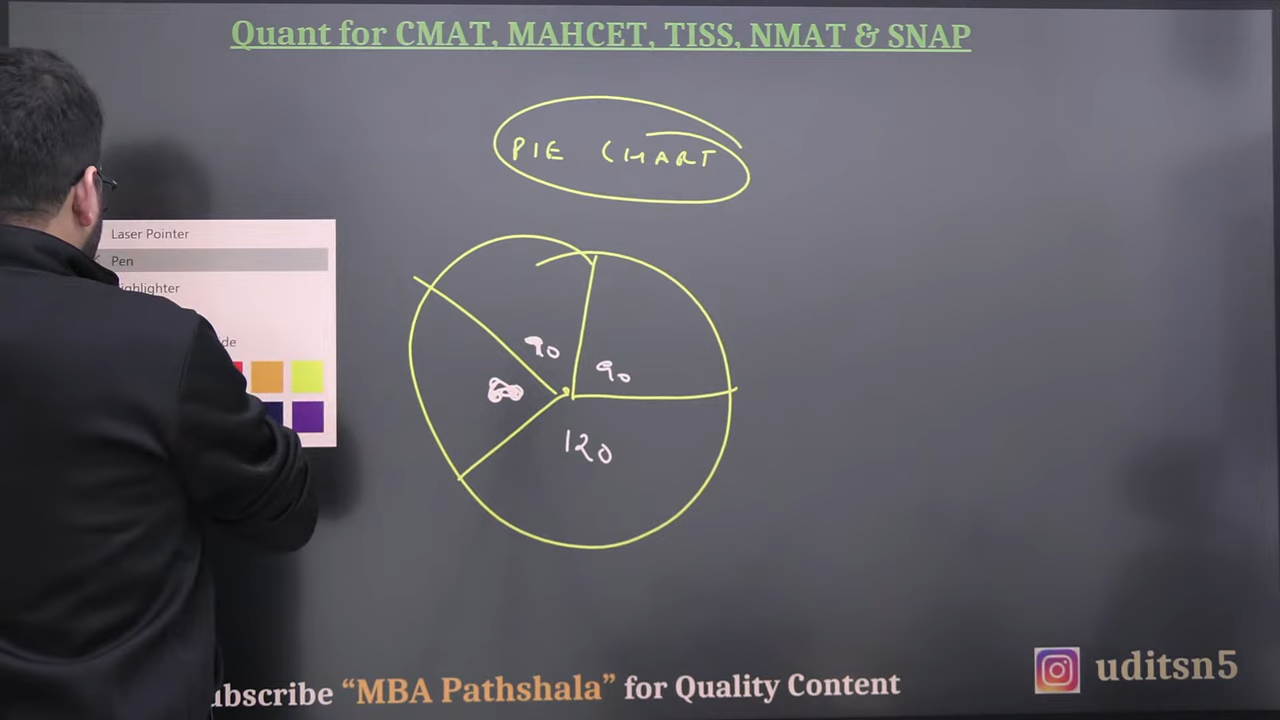 Quant for CMAT, MAHCET, TISS, NMAT & SNAP
PIE CHART
Laser Pointer
Pen
90
90
120
“MBA Pathshala” for Quality Content
uditsn5